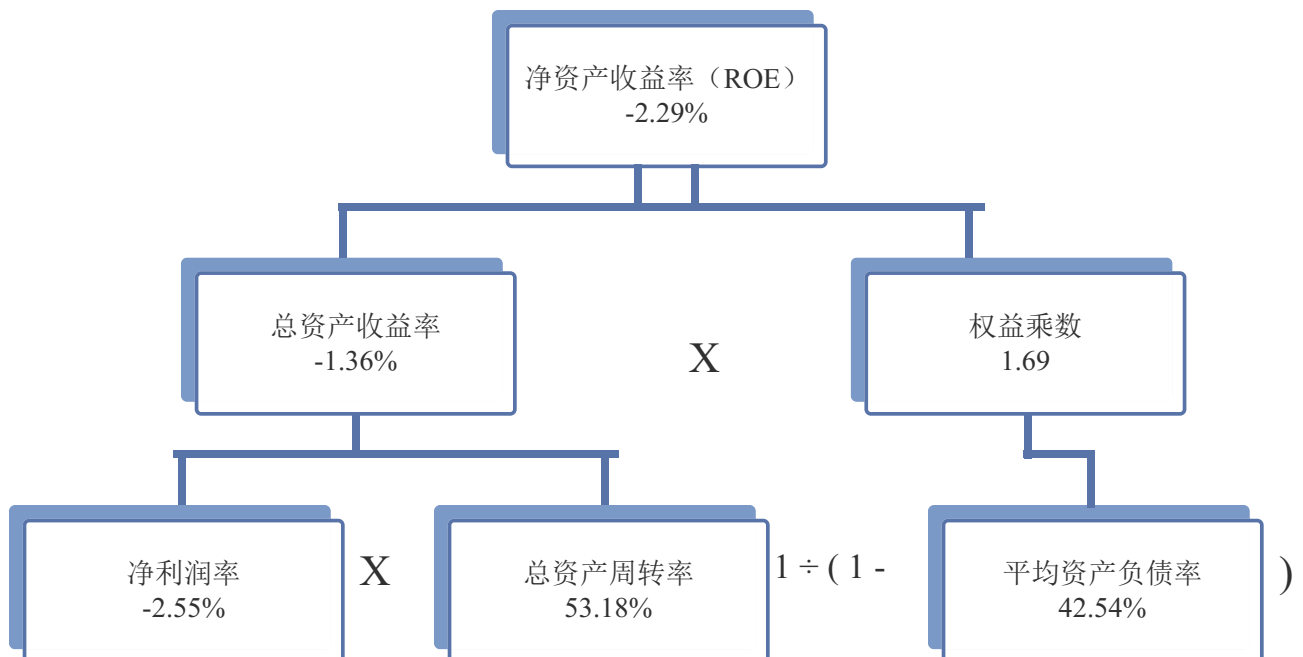 净资产收益率（ROE）
-2.29%
总资产收益率
-1.36%
X
权益乘数
1.69
净利润率
-2.55%
X
总资产周转率
53.18%
1 ÷ ( 1 -
平均资产负债率
42.54%
)